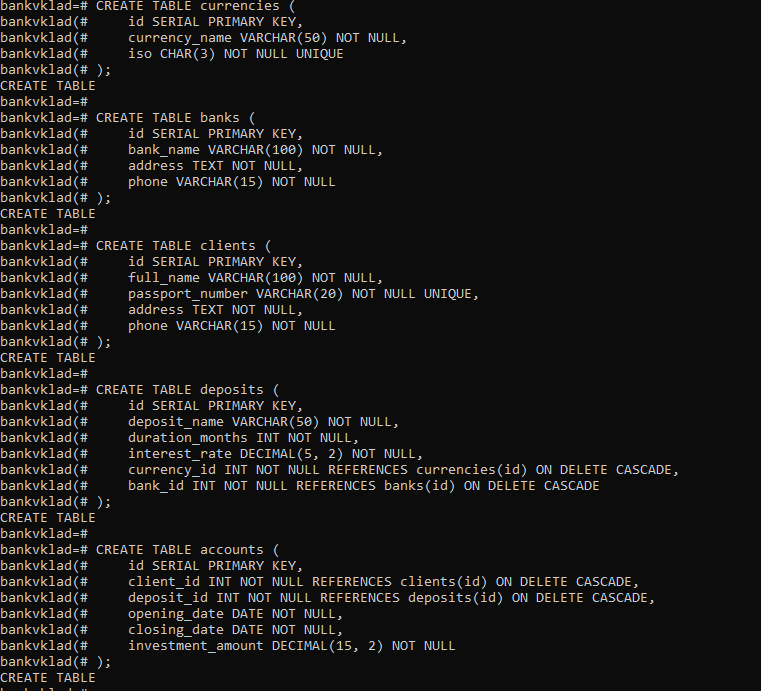 bankvklad=# CREATE TABLE currencies (
bankvklad(#     id SERIAL PRIMARY KEY,
bankvklad(#     currency_name VARCHAR(50) NOT NULL,
bankvklad(#     iso CHAR(3) NOT NULL UNIQUE
bankvklad(# );
CREATE TABLE
bankvklad=#
bankvklad=# CREATE TABLE banks (
bankvklad(#     id SERIAL PRIMARY KEY,
bankvklad(#     bank_name VARCHAR(100) NOT NULL,
bankvklad(#     address TEXT NOT NULL,
bankvklad(#     phone VARCHAR(15) NOT NULL
bankvklad(# );
CREATE TABLE
bankvklad=#
bankvklad=# CREATE TABLE clients (
bankvklad(#     id SERIAL PRIMARY KEY,
bankvklad(#     full_name VARCHAR(100) NOT NULL,
bankvklad(#     passport_number VARCHAR(20) NOT NULL UNIQUE,
bankvklad(#     address TEXT NOT NULL,
bankvklad(#     phone VARCHAR(15) NOT NULL
bankvklad(# );
CREATE TABLE
bankvklad=#
bankvklad=# CREATE TABLE deposits (
bankvklad(#     id SERIAL PRIMARY KEY,
bankvklad(#     deposit_name VARCHAR(50) NOT NULL,
bankvklad(#     duration_months INT NOT NULL,
bankvklad(#     interest_rate DECIMAL(5, 2) NOT NULL,
bankvklad(#     currency_id INT NOT NULL REFERENCES currencies(id) ON DELETE CASCADE,
bankvklad(#     bank_id INT NOT NULL REFERENCES banks(id) ON DELETE CASCADE
bankvklad(# );
CREATE TABLE
bankvklad=#
bankvklad=# CREATE TABLE accounts (
bankvklad(#     id SERIAL PRIMARY KEY,
bankvklad(#     client_id INT NOT NULL REFERENCES clients(id) ON DELETE CASCADE,
bankvklad(#     deposit_id INT NOT NULL REFERENCES deposits(id) ON DELETE CASCADE,
bankvklad(#     opening_date DATE NOT NULL,
bankvklad(#     closing_date DATE NOT NULL,
bankvklad(#     investment_amount DECIMAL(15, 2) NOT NULL
bankvklad(# );
CREATE TABLE